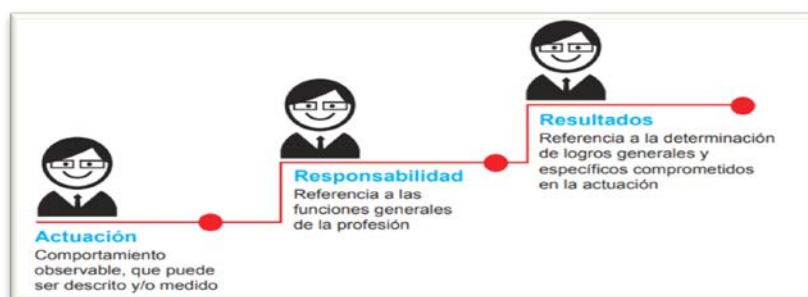 Actuación
Comportamiento
observable, que puede
ser descrito y/o medido
Responsabilidad
Referencia a las
funciones generales
de la profesión
Resultados
Referencia a la determinación
de logros generales y
específicos comprometidos
en la actuación